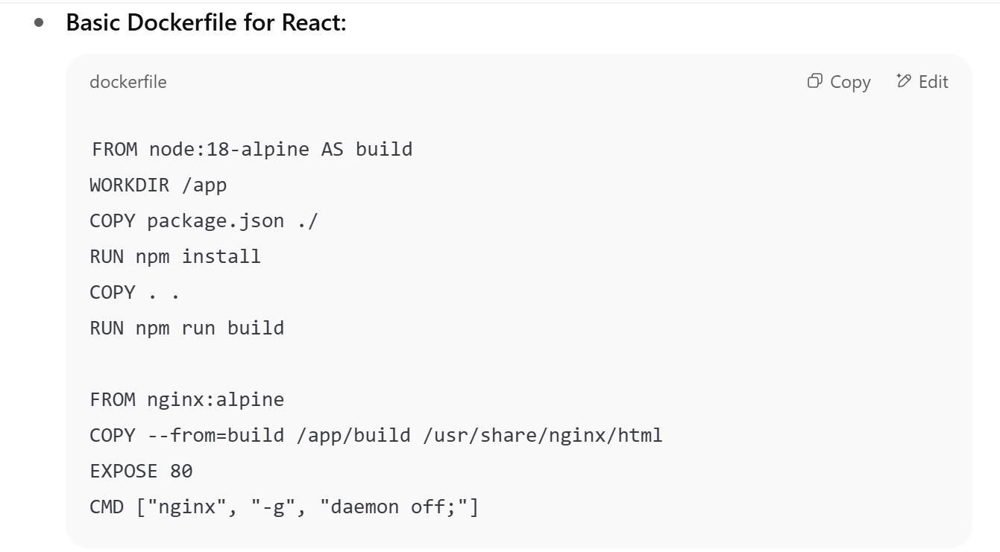 Basic Dockerfile for React:
dockerfile
Copy
Edit
FROM node:18-alpine AS build
WORKDIR /app
COPY package.json ./
RUN npm install
COPY . .
RUN npm run build
FROM nginx:alpine
COPY --from=build /app/build /usr/share/nginx/html
EXPOSE 80
CMD ["nginx", "-g", "daemon off;"]